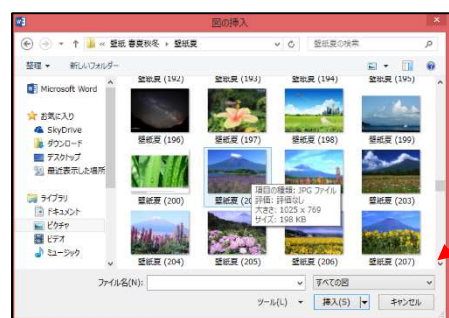 図の挿入
« 壁紙 春夏秋冬 ▸ 壁紙夏
壁紙夏の検索
整理 新しいフォルダー
Microsoft Word
お気に入り
SkyDrive
ダウンロード
デスクトップ
最近表示した場所
ライブラリ
ドキュメント
ピクチャ
ビデオ
ミュージック
壁紙夏 (192) 壁紙夏 (193) 壁紙夏 (194) 壁紙夏 (195)
壁紙夏 (196) 壁紙夏 (197) 壁紙夏 (198) 壁紙夏 (199)
壁紙夏 (200) 壁紙夏 (20 壁紙夏 (203)
項目の種類: JPG ファイル
評価: 評価なし
大きさ: 1025 x 769
サイズ: 198 KB
壁紙夏 (204) 壁紙夏 (205) 壁紙夏 (206) 壁紙夏 (207)
ファイル名(N):
すべての図
ツール(L) 挿入(S) キャンセル